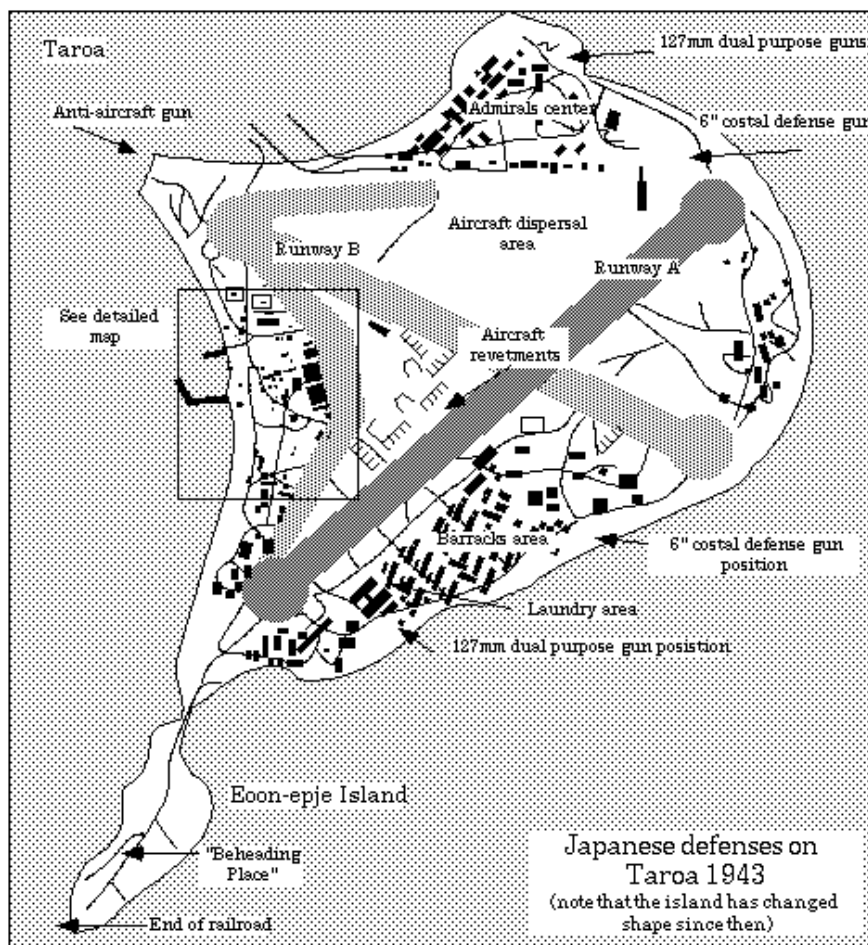 Taroa
127mm dual purpose guns
Anti-aircraft gun
Admirals center
6" costal defense gun
Aircraft dispersal
area
Runway B
Runway A
See detailed
map
Aircraft
revetments
Barracks area
6" costal defense gun
position
Laundry area
127mm dual purpose gun posistion
Eoon-epje Island
"Beheading
Place"
End of railroad
Japanese defenses on
Taroa 1943
(note that the island has changed
shape since then)